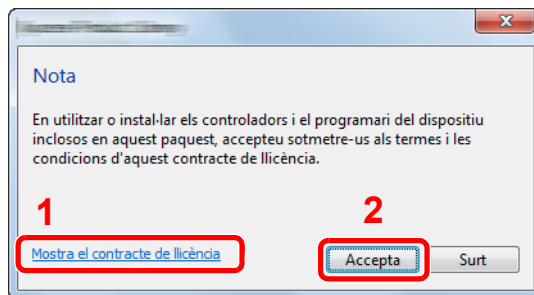 Nota
En utilitzar o instal·lar els controladors i el programari del dispositiu
inclosos en aquest paquest, accepteu sotmetre-us als termes i les
condicions d'aquest contracte de llicència.
1
2
Mostra el contracte de llicència
Accepta
Surt